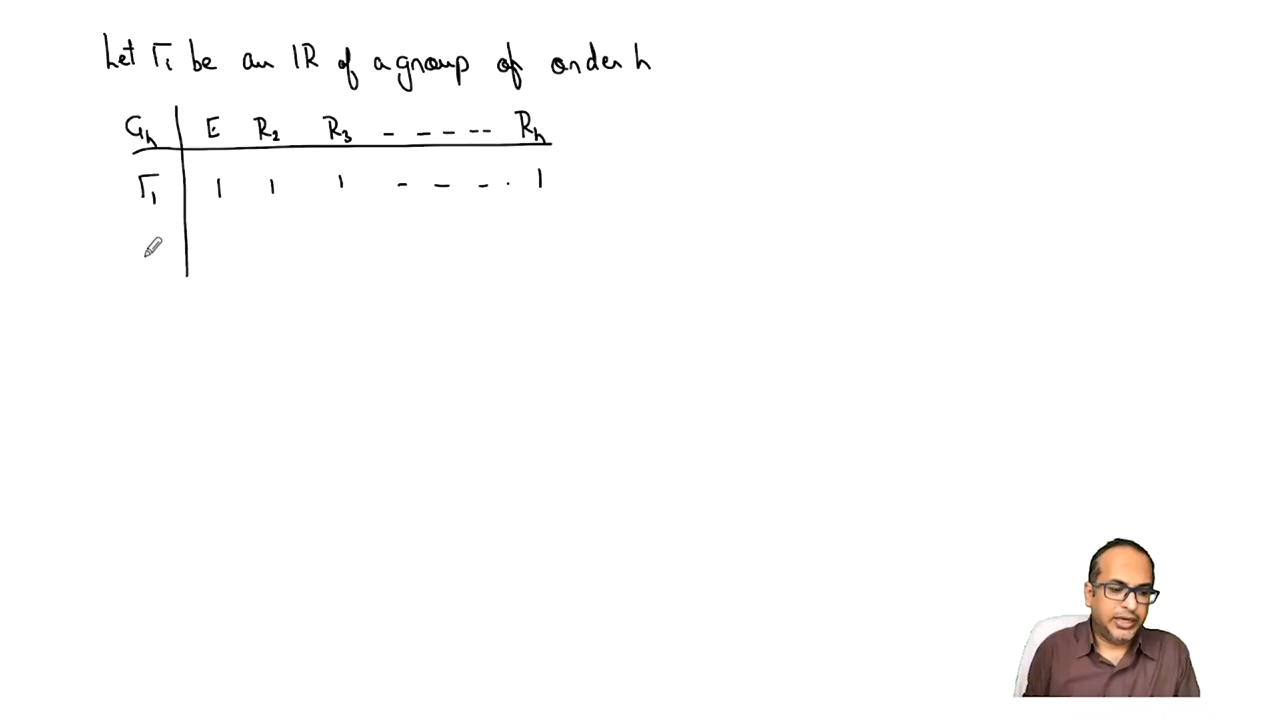 Let Γ₁ be an IR of a group of order h
Gₕ E R₂ R₃ - - - - - Rₕ
Γ₁ 1 1 1 - - - . 1